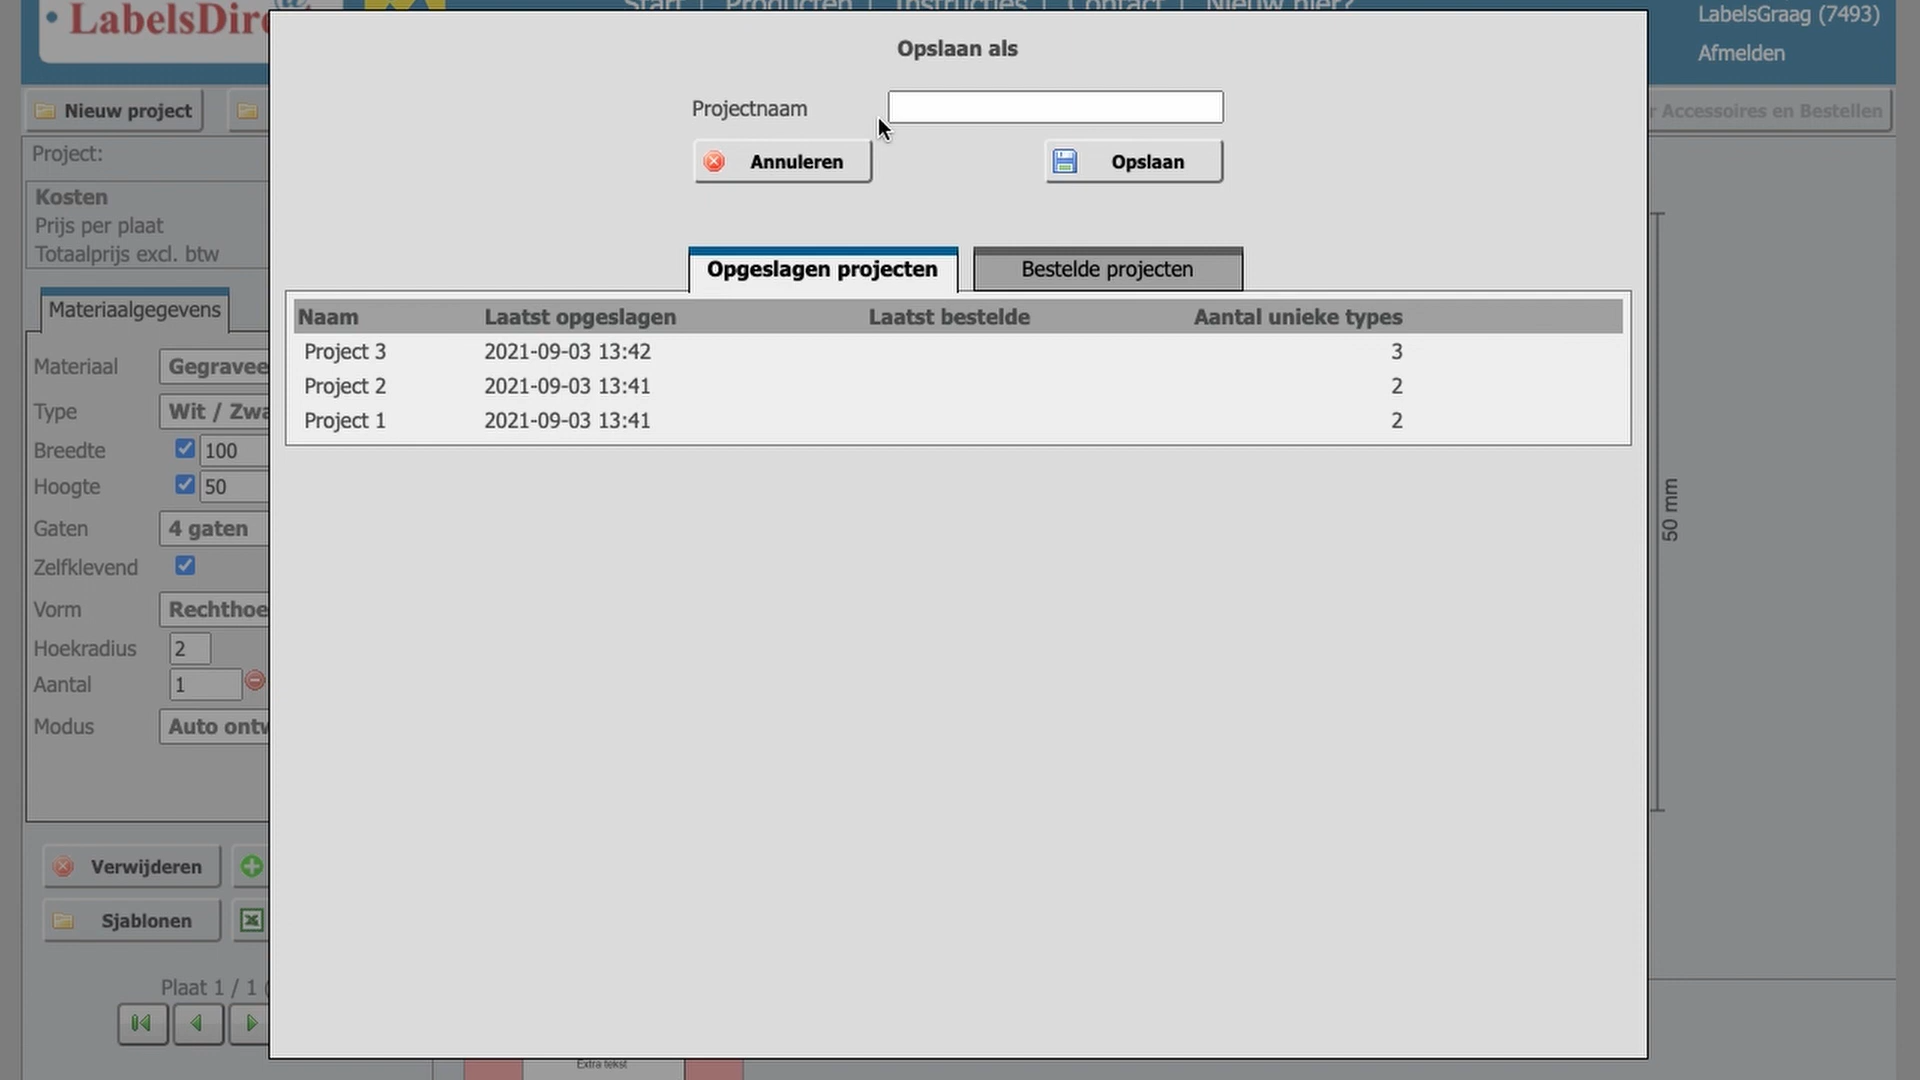 LabelsDire
Start | Producten | Instructies | Contact | Nieuw hier?
LabelsGraag (7493)
Afmelden
Nieuw project
r Accessoires en Bestellen
Project:
Kosten
Prijs per plaat
Totaalprijs excl. btw
Materiaalgegevens
Materiaal Gegravee
Type Wit / Zwa
Breedte 100
Hoogte 50
Gaten 4 gaten
Zelfklevend
Vorm Rechthoe
Hoekradius 2
Aantal 1
Modus Auto ontw
Verwijderen
Sjablonen
Plaat 1 / 1 (
Opslaan als
Projectnaam
Annuleren Opslaan
Opgeslagen projecten Bestelde projecten
Naam Laatst opgeslagen Laatst bestelde Aantal unieke types
Project 3 2021-09-03 13:42 3
Project 2 2021-09-03 13:41 2
Project 1 2021-09-03 13:41 2
50 mm
Extra tekst